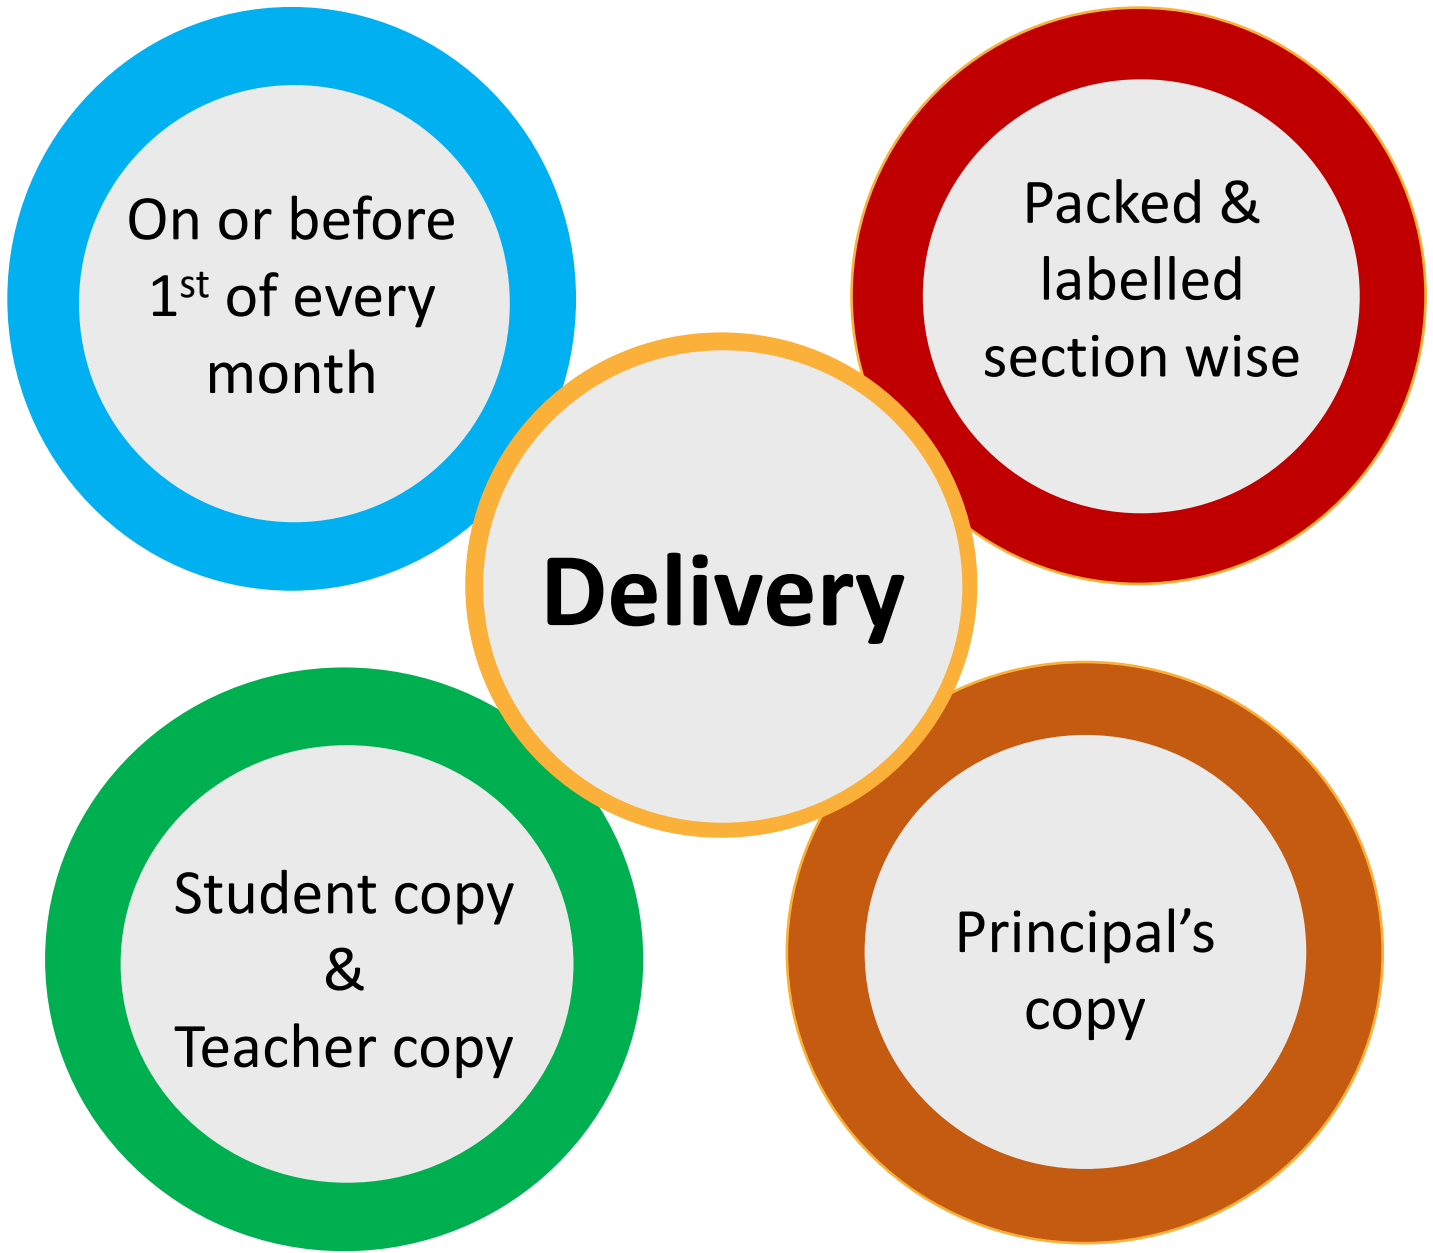 On or before
1st of every
month
Packed &
labelled
section wise
Delivery
Student copy
&
Teacher copy
Principal’s
copy